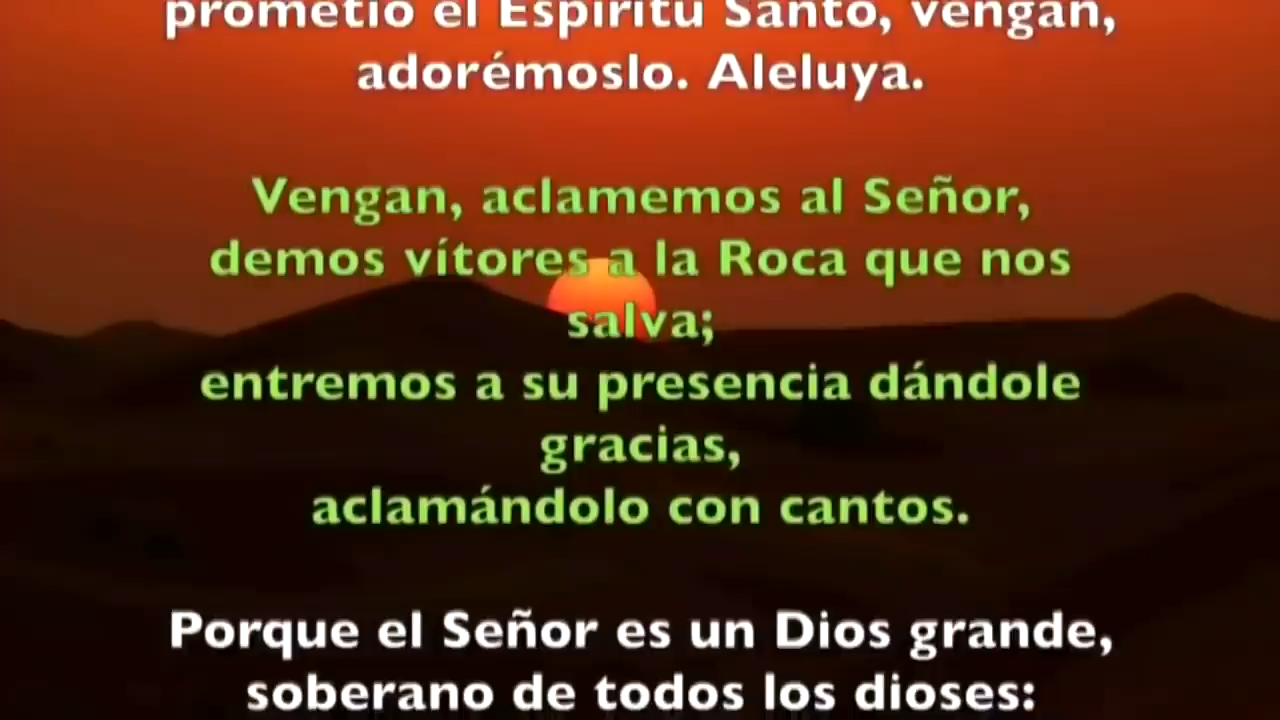 prometió el Espíritu Santo, vengan,
adorémoslo. Aleluya.
Vengan, aclamemos al Señor,
demos vítores a la Roca que nos
salva;
entremos a su presencia dándole
gracias,
aclamándolo con cantos.
Porque el Señor es un Dios grande,
soberano de todos los dioses: